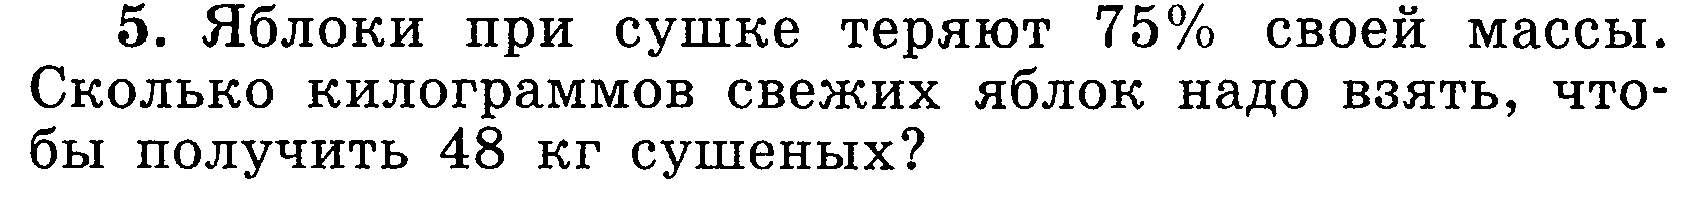 5. Яблоки при сушке теряют 75% своей массы.
Сколько килограммов свежих яблок надо взять, что-
бы получить 48 кг сушеных?